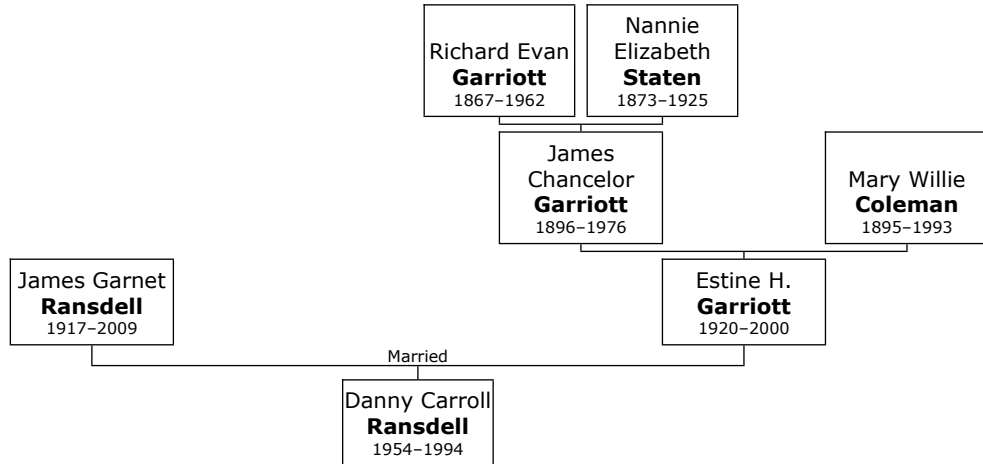 Richard Evan
Garriott
1867–1962
Nannie
Elizabeth
Staten
1873–1925
James
Chancelor
Garriott
1896–1976
Mary Willie
Coleman
1895–1993
James Garnet
Ransdell
1917–2009
Estine H.
Garriott
1920–2000
Married
Danny Carroll
Ransdell
1954–1994